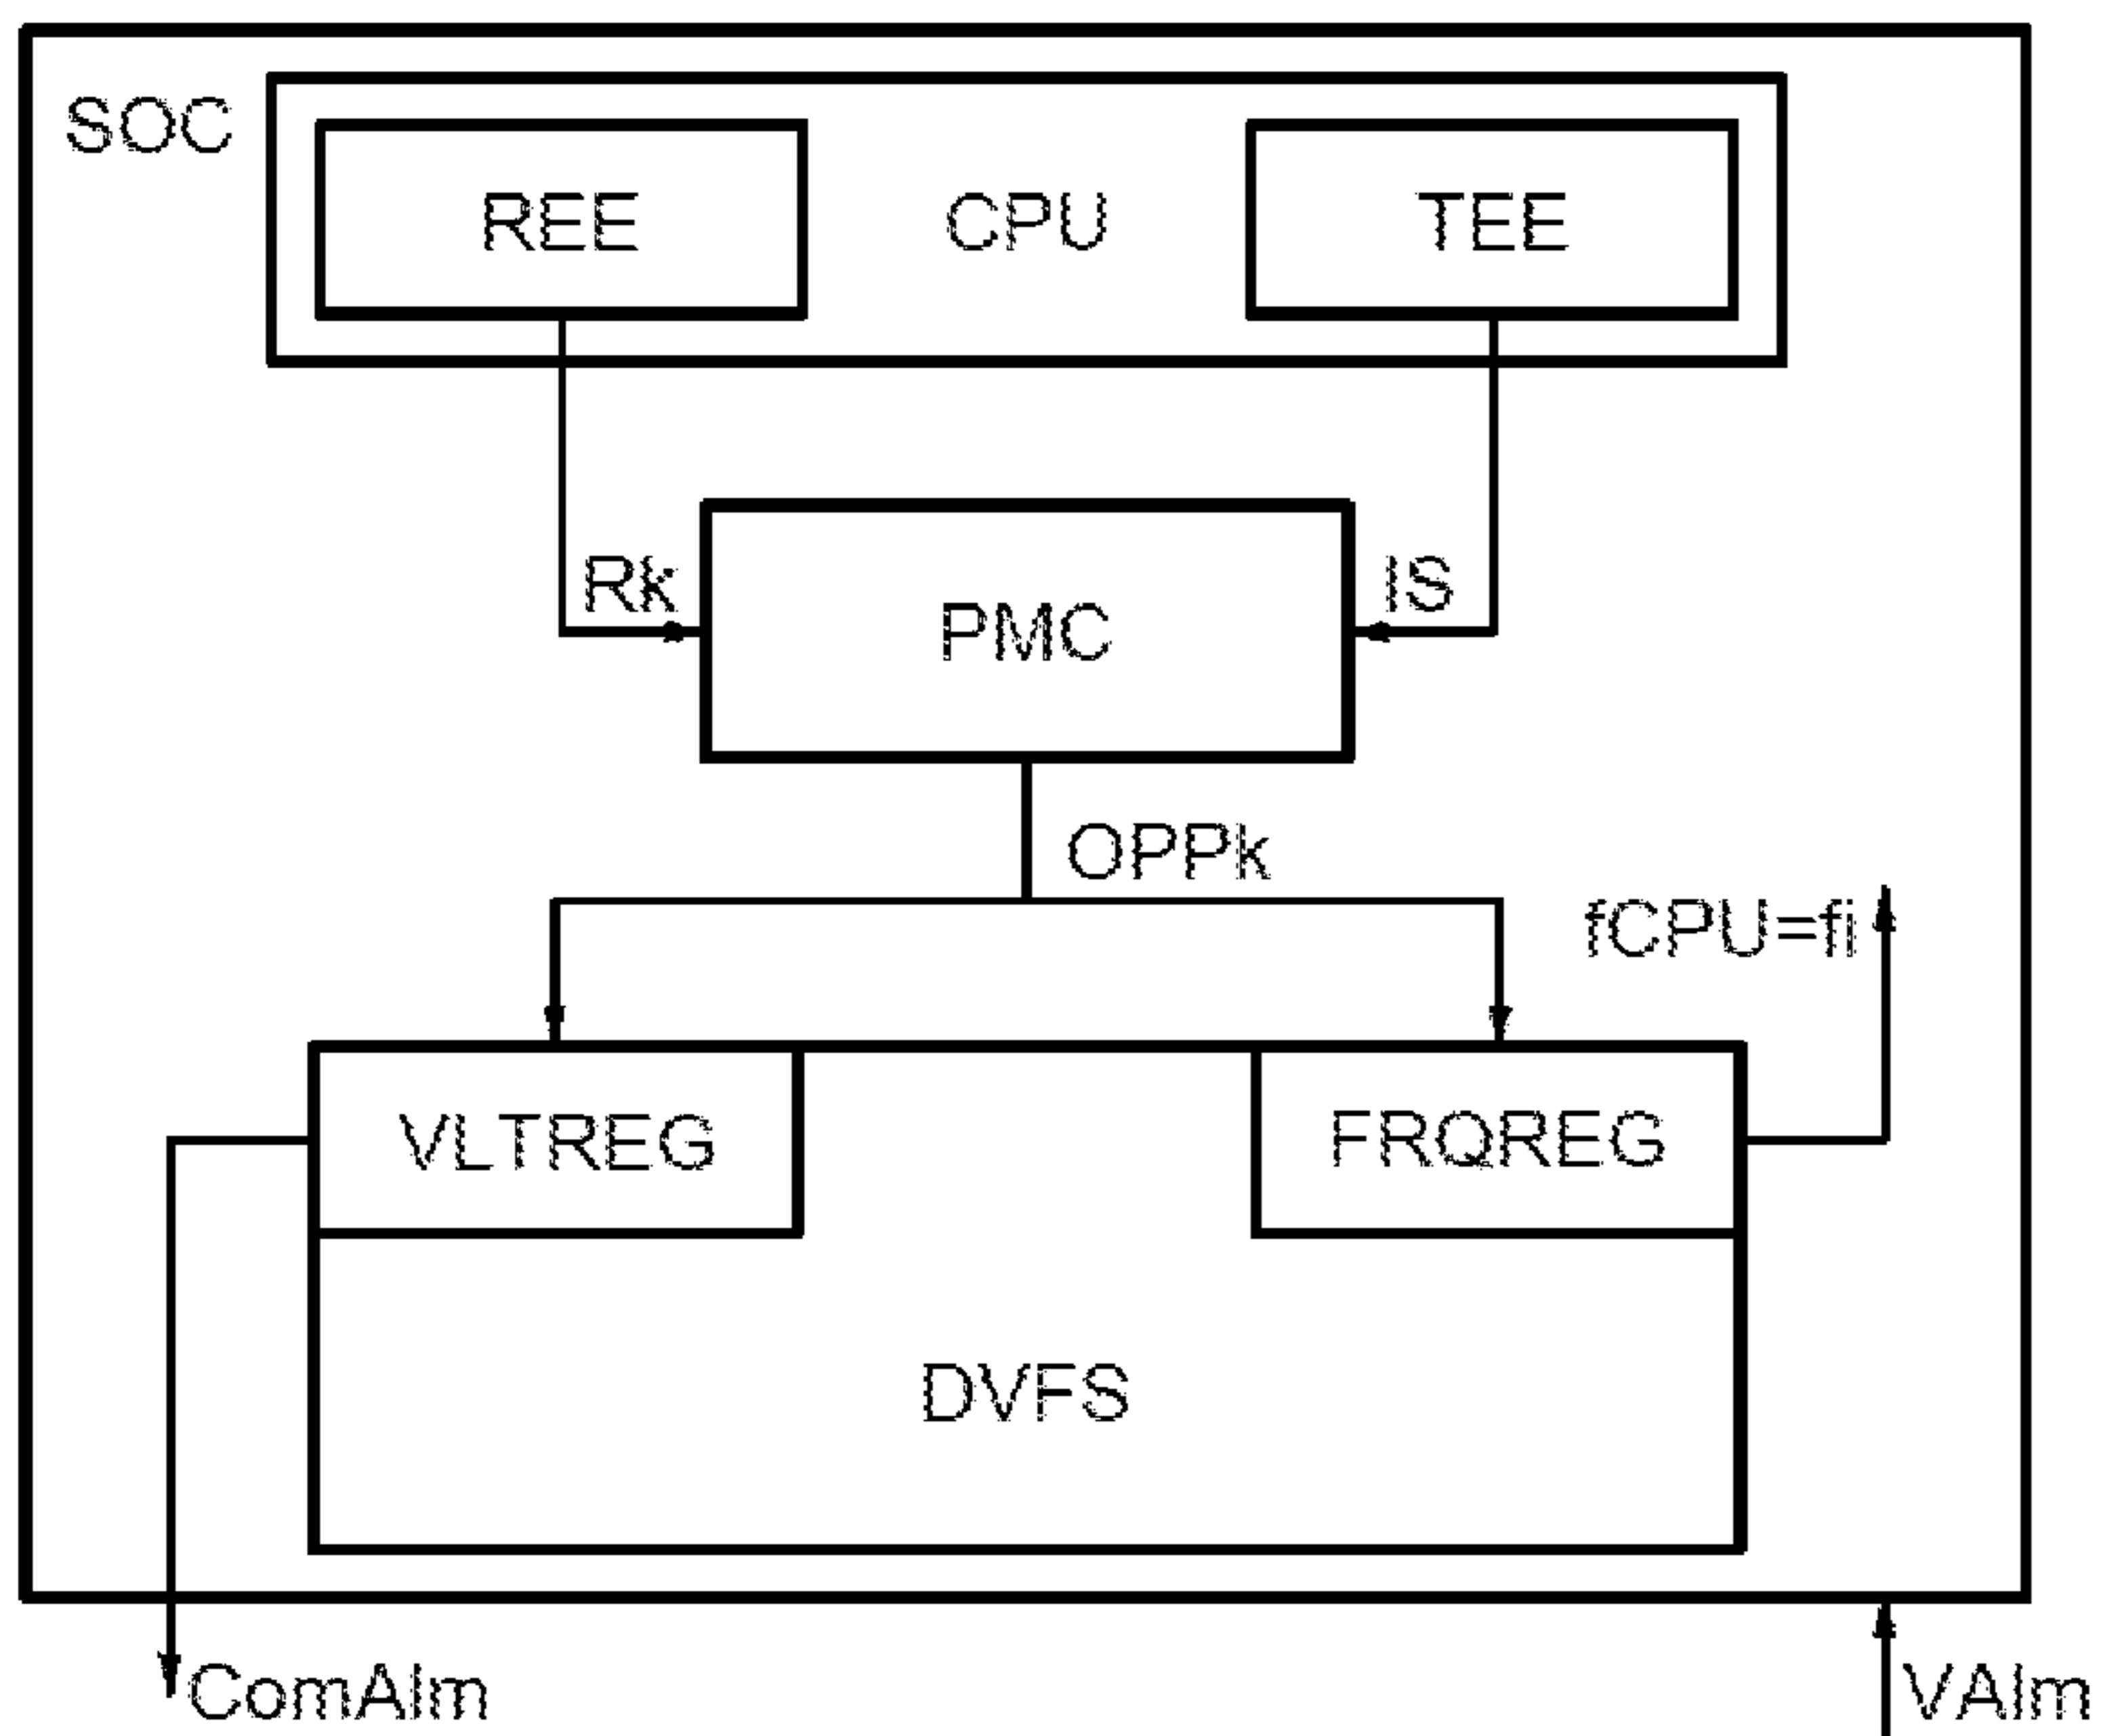 SOC
REE
CPU
TEE
Rk
IS
PMC
OPPk
fCPU=fi
VLTREG
FRQREG
DVFS
ComAlm
VAlm